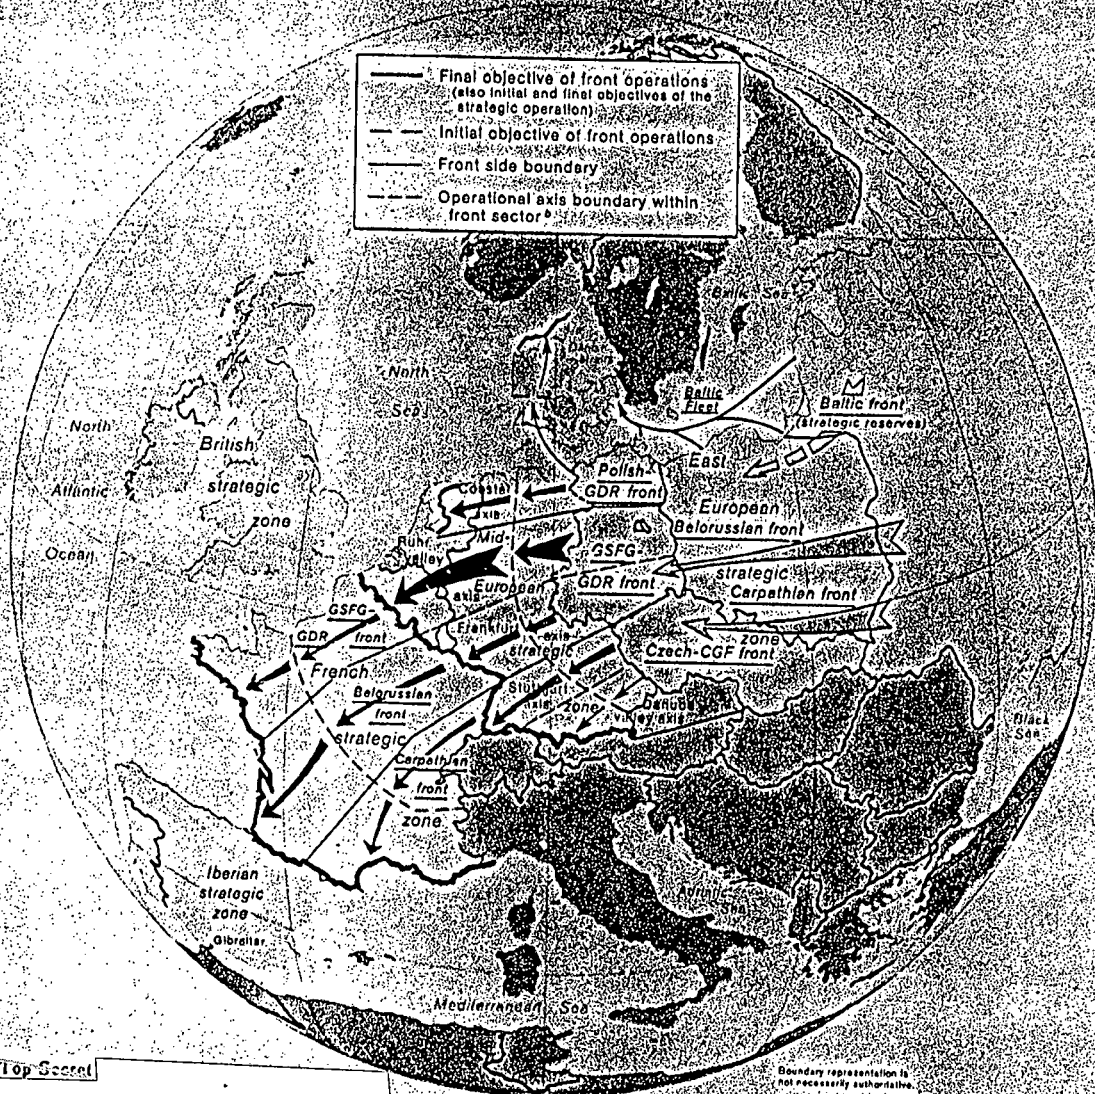 Final objective of front operations
(also initial and final objectives of the
strategic operation)
Initial objective of front operations
Front side boundary
Operational axis boundary within
front sector b
Baltic Sea
North
Sea
Baltic
Fleet
Baltic front
(strategic reserves)
North
Atlantic
Ocean
British
strategic
zone
East
European
strategic
zone
Polish-
GDR front
Belorussian front
Coastal
axis
Mid-
European
axis
Ruhr
valley
GSFG-
GDR front
Carpathian front
Czech-CGF front
Frankfurt
axis
strategic
zone
Stuttgart
axis
Danube
valley axis
GSFG-
GDR front
French
strategic
zone
Belorussian
front
Carpathian
front
Black
Sea
Iberian
strategic
zone
Gibraltar
Adriatic
Sea
Mediterranean Sea
Top Secret
Boundary representation is
not necessarily authoritative.